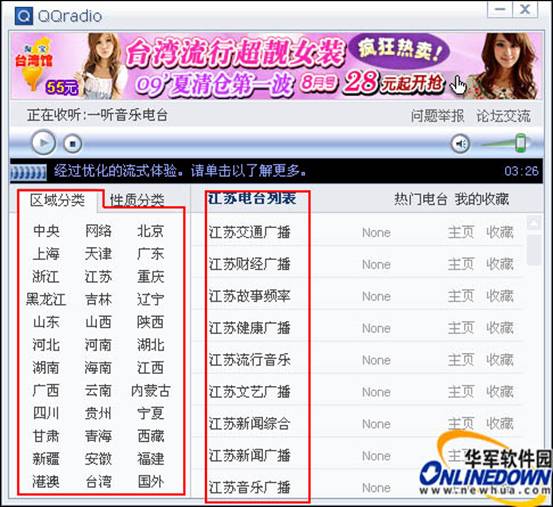 QQradio
淘宝
台湾馆
55元
台湾流行超靓女装
疯狂热卖!
09'夏清仓第一波 8月号 28元起开抢
正在收听:一听音乐电台
问题举报 论坛交流
经过优化的流式体验。请单击以了解更多。 03:26
区域分类 性质分类
中央 网络 北京
上海 天津 广东
浙江 江苏 重庆
黑龙江 吉林 辽宁
山东 山西 陕西
河北 河南 湖北
湖南 海南 江西
广西 云南 内蒙古
四川 贵州 宁夏
甘肃 青海 西藏
新疆 安徽 福建
港澳 台湾 国外
江苏电台列表 热门电台 我的收藏
江苏交通广播 None 主页 收藏
江苏财经广播 None 主页 收藏
江苏故事频率 None 主页 收藏
江苏健康广播 None 主页 收藏
江苏流行音乐 None 主页 收藏
江苏文艺广播 None 主页 收藏
江苏新闻综合 None 主页 收藏
江苏新闻广播 None
江苏音乐广播 None
华军软件园
ONLINEDOWN
www.newhua.com